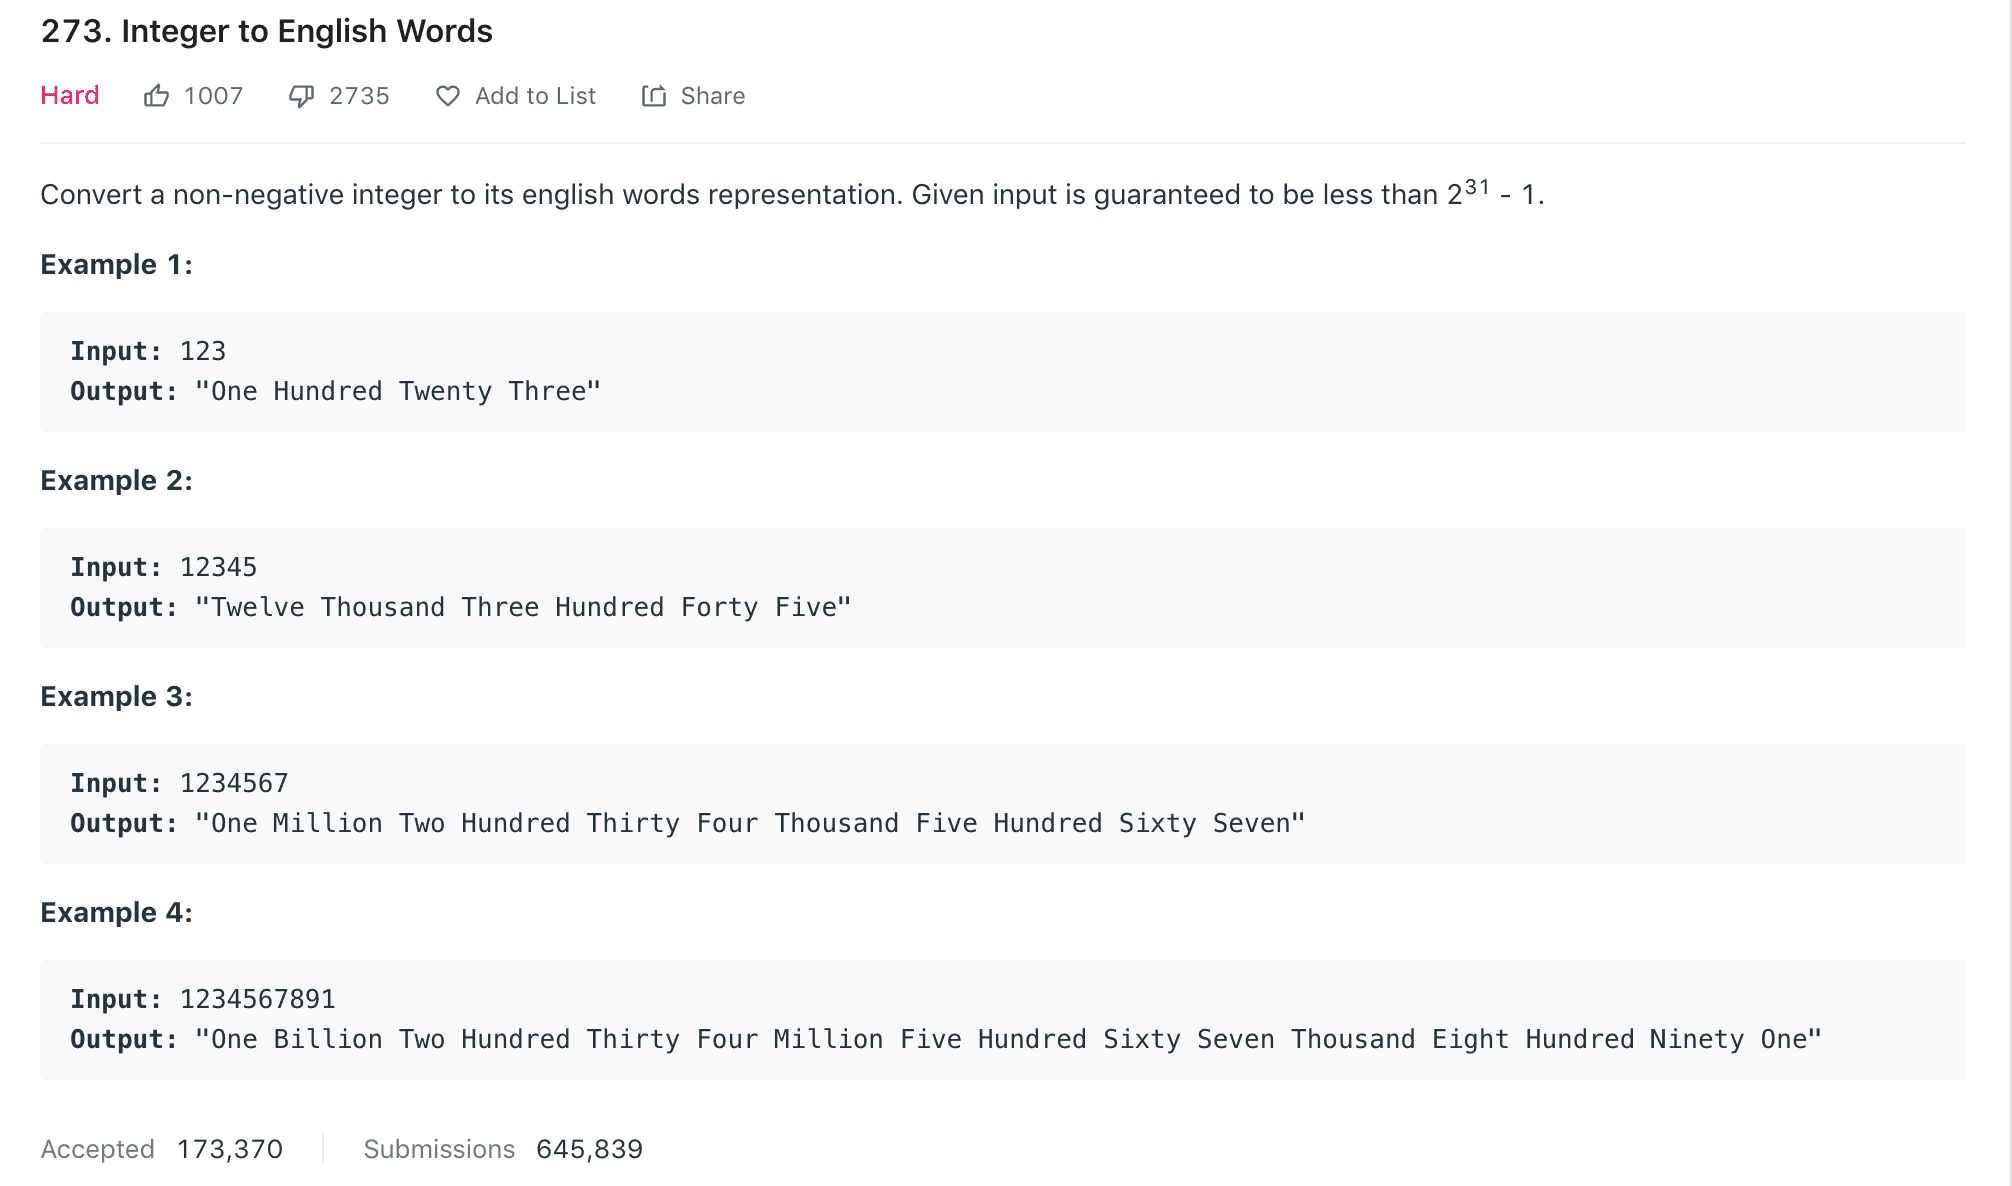 273. Integer to English Words
Hard 1007 2735 Add to List Share
Convert a non-negative integer to its english words representation. Given input is guaranteed to be less than 2^31 - 1.
Example 1:
Input: 123
Output: "One Hundred Twenty Three"
Example 2:
Input: 12345
Output: "Twelve Thousand Three Hundred Forty Five"
Example 3:
Input: 1234567
Output: "One Million Two Hundred Thirty Four Thousand Five Hundred Sixty Seven"
Example 4:
Input: 1234567891
Output: "One Billion Two Hundred Thirty Four Million Five Hundred Sixty Seven Thousand Eight Hundred Ninety One"
Accepted 173,370 Submissions 645,839